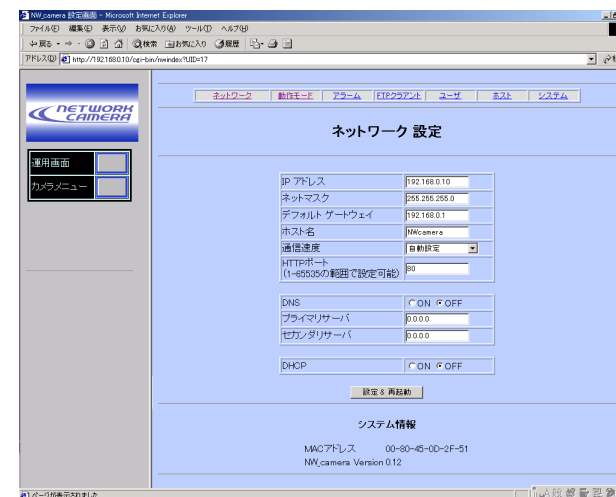 NW_camera 設定画面 - Microsoft Internet Explorer
ファイル(F) 編集(E) 表示(V) お気に入り(A) ツール(T) ヘルプ(H)
戻る 検索 お気に入り 履歴
アドレス(D) http://192.168.0.10/cgi-bin/nwindex?UID=17
NETWORK
CAMERA
運用画面
カメラメニュー
ネットワーク 動作モード アラーム FTPクライアント ユーザ ホスト システム
ネットワーク 設定
IP アドレス 192.168.0.10
ネットマスク 255.255.255.0
デフォルト ゲートウェイ 192.168.0.1
ホスト名 NWcamera
通信速度 自動設定
HTTPポート
(1-65535の範囲で設定可能) 80
DNS ON OFF
プライマリサーバ 0.0.0.0
セカンダリサーバ 0.0.0.0
DHCP ON OFF
設定 & 再起動
システム情報
MACアドレス 00-80-45-0D-2F-51
NW_camera Version 0.12
ページが表示されました